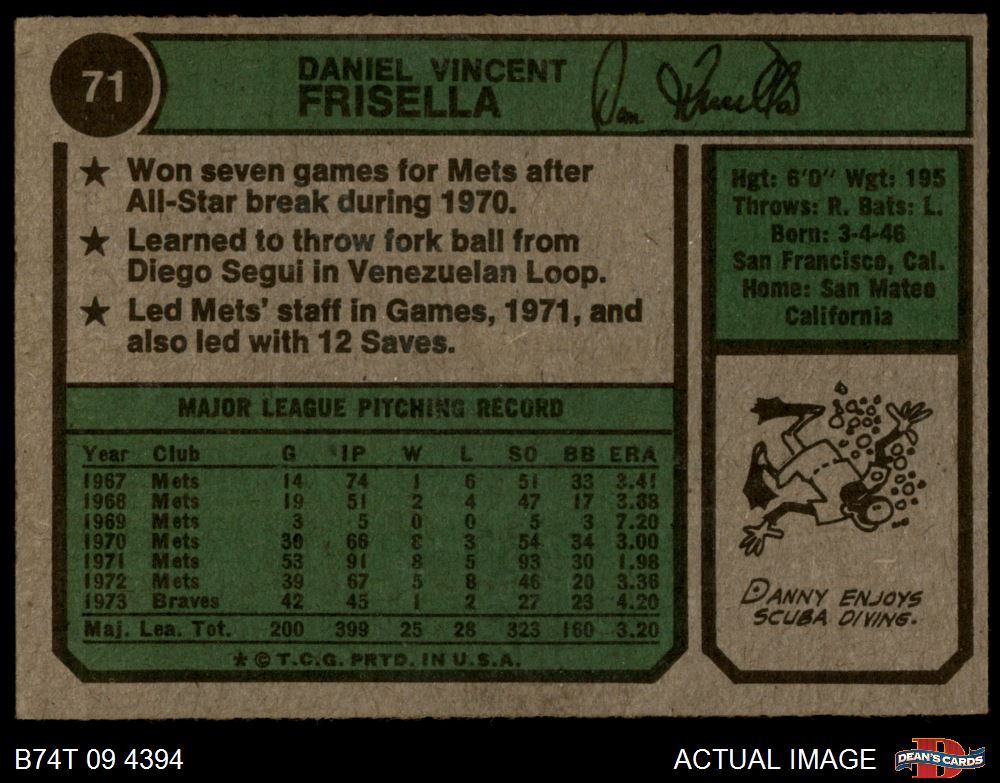 71
DANIEL VINCENT
FRISELLA
Dan Frisella
★ Won seven games for Mets after
All-Star break during 1970.
★ Learned to throw fork ball from
Diego Segui in Venezuelan Loop.
★ Led Mets' staff in Games, 1971, and
also led with 12 Saves.
Hgt: 6'0" Wgt: 195
Throws: R. Bats: L.
Born: 3-4-46
San Francisco, Cal.
Home: San Mateo
California
MAJOR LEAGUE PITCHING RECORD
Year Club G IP W L SO BB ERA
1967 Mets 14 74 1 6 51 33 3.41
1968 Mets 19 51 2 4 47 17 3.88
1969 Mets 3 5 0 0 5 3 7.20
1970 Mets 30 66 8 3 54 34 3.00
1971 Mets 53 91 8 5 93 30 1.98
1972 Mets 39 67 5 8 46 20 3.36
1973 Braves 42 45 1 2 27 23 4.20
Maj. Lea. Tot. 200 399 25 28 323 160 3.20
★ © T.C.G. PRTD. IN U.S.A.
DANNY ENJOYS
SCUBA DIVING.
B74T 09 4394
ACTUAL IMAGE
D
DEAN'S CARDS